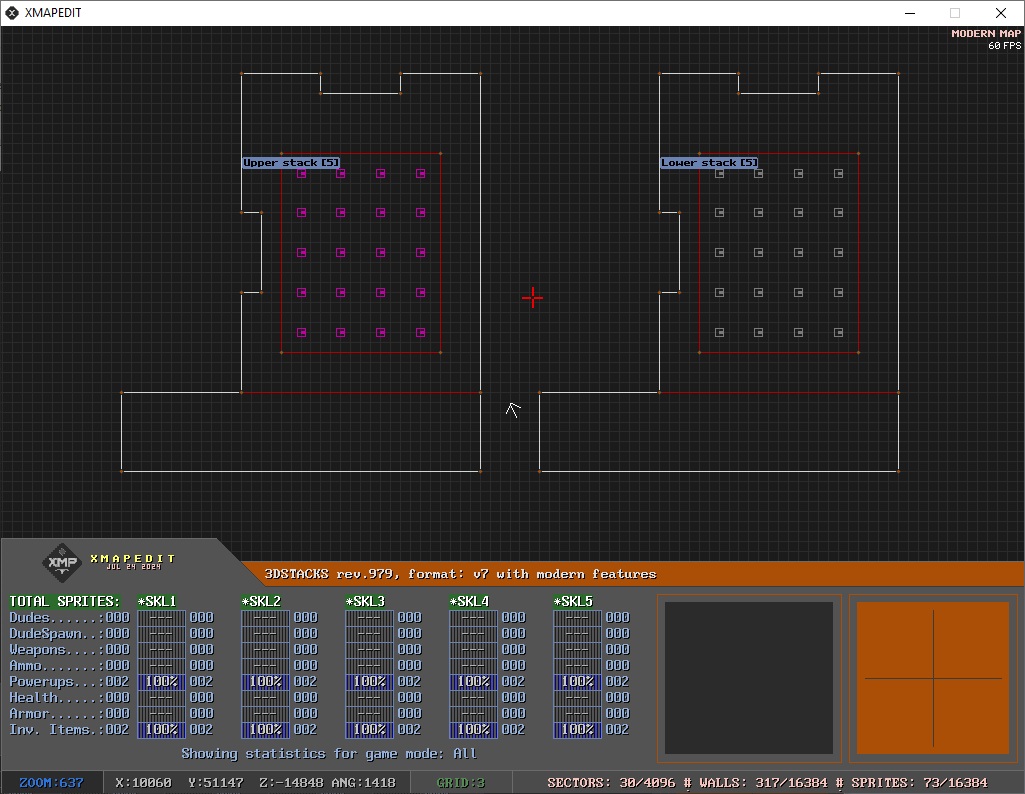 XMAPEDIT
MODERN MAP
60 FPS
Upper stack [5]
Lower stack [5]
XMP
XMAPEDIT
JUL 24 2024
3DSTACKS rev.979, format: v7 with modern features
TOTAL SPRITES: *SKL1 *SKL2 *SKL3 *SKL4 *SKL5
Dudes......:000 --- 000 --- 000 --- 000 --- 000 --- 000
DudeSpawn..:000 --- 000 --- 000 --- 000 --- 000 --- 000
Weapons....:000 --- 000 --- 000 --- 000 --- 000 --- 000
Ammo.......:000 --- 000 --- 000 --- 000 --- 000 --- 000
Powerups...:002 100% 002 100% 002 100% 002 100% 002 100% 002
Health.....:000 --- 000 --- 000 --- 000 --- 000 --- 000
Armor......:000 --- 000 --- 000 --- 000 --- 000 --- 000
Inv. Items.:002 100% 002 100% 002 100% 002 100% 002 100% 002
Showing statistics for game mode: All
ZOOM:637 X:10060 Y:51147 Z:-14848 ANG:1418 GRID:3 SECTORS: 30/4096 # WALLS: 317/16384 # SPRITES: 73/16384